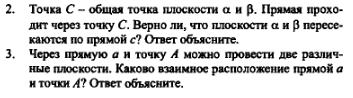 2. Точка С – общая точка плоскости α и β. Прямая прохо-
дит через точку С. Верно ли, что плоскости α и β пересе-
каются по прямой c? Ответ объясните.
3. Через прямую a и точку A можно провести две различ-
ные плоскости. Каково взаимное расположение прямой a
и точки A? Ответ объясните.